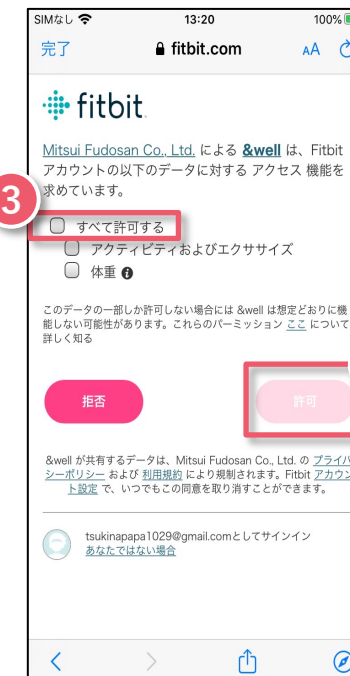 SIMなし 13:20 100%
完了 fitbit.com AA
fitbit
Mitsui Fudosan Co., Ltd. による &well は、Fitbit
アカウントの以下のデータに対する アクセス 機能を
求めています。
3
すべて許可する
アクティビティおよびエクササイズ
体重
このデータの一部しか許可しない場合には &well は想定どおりに機
能しない可能性があります。これらのパーミッション ここ について
詳しく知る
拒否 許可
&well が共有するデータは、Mitsui Fudosan Co., Ltd. の プライバ
シーポリシー および 利用規約 により規制されます。Fitbit アカウン
ト設定 で、いつでもこの同意を取り消すことができます。
tsukinapapa1029@gmail.comとしてサインイン
あなたではない場合